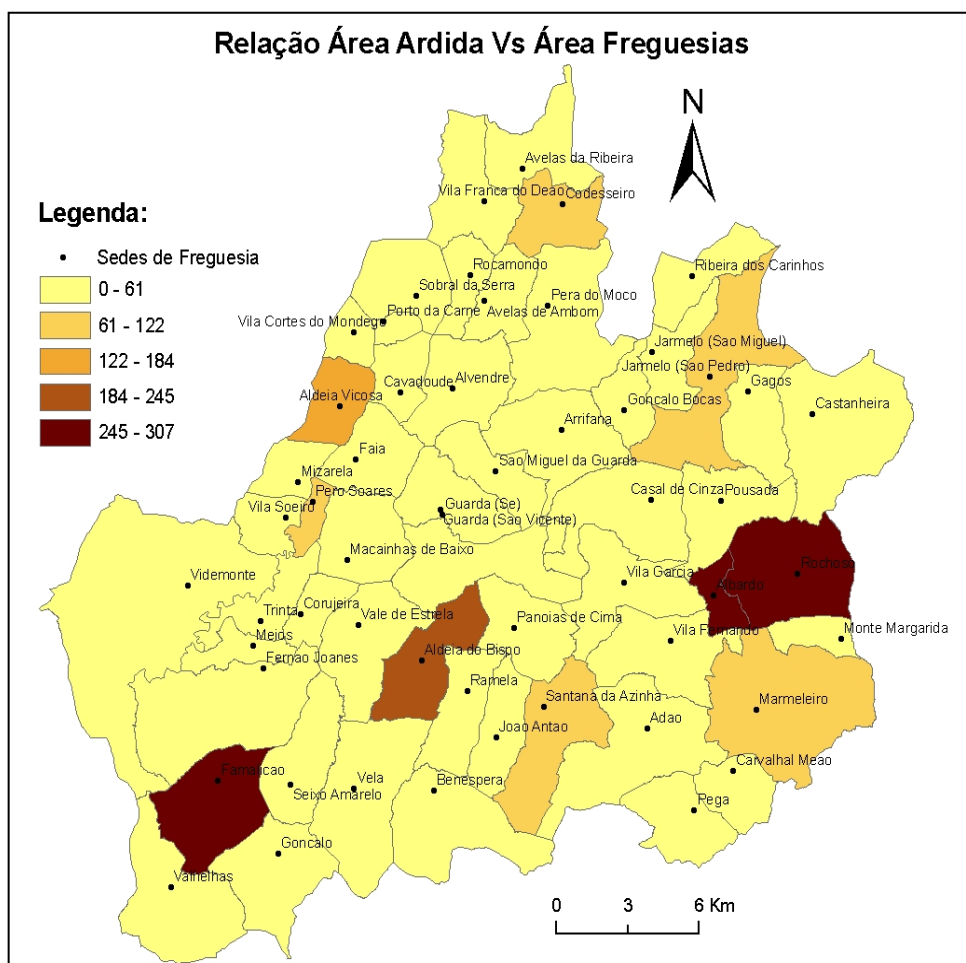 Relação Área Ardida Vs Área Freguesias
N
Avelas da Ribeira
Vila Franca do Deao
Codesseiro
Legenda:
Sedes de Freguesia
0 - 61
61 - 122
122 - 184
184 - 245
245 - 307
Rocamondo
Ribeira dos Carinhos
Sobral da Serra
Pera do Moco
Porto da Carne
Avelas de Ambom
Vila Cortes do Mondego
Jarmelo (Sao Miguel)
Jarmelo (Sao Pedro)
Cavadoude
Alvendre
Gagos
Aldeia Vicosa
Goncalo Bocas
Castanheira
Arrifana
Faia
Sao Miguel da Guarda
Mizarela
Pero Soares
Casal de Cinza
Pousada
Vila Soeiro
Guarda (Se)
Guarda (Sao Vicente)
Macainhas de Baixo
Videmonte
Vila Garcia
Rochoso
Albardo
Trinta
Corujeira
Vale de Estrela
Panoias de Cima
Vila Fernando
Monte Margarida
Meios
Fernao Joanes
Aldeia do Bispo
Ramela
Santana da Azinha
Marmeleiro
Joao Antao
Adao
Famalicao
Seixo Amarelo
Vela
Benespera
Carvalhal Meao
Pega
Goncalo
Valhelhas
0 3 6 Km